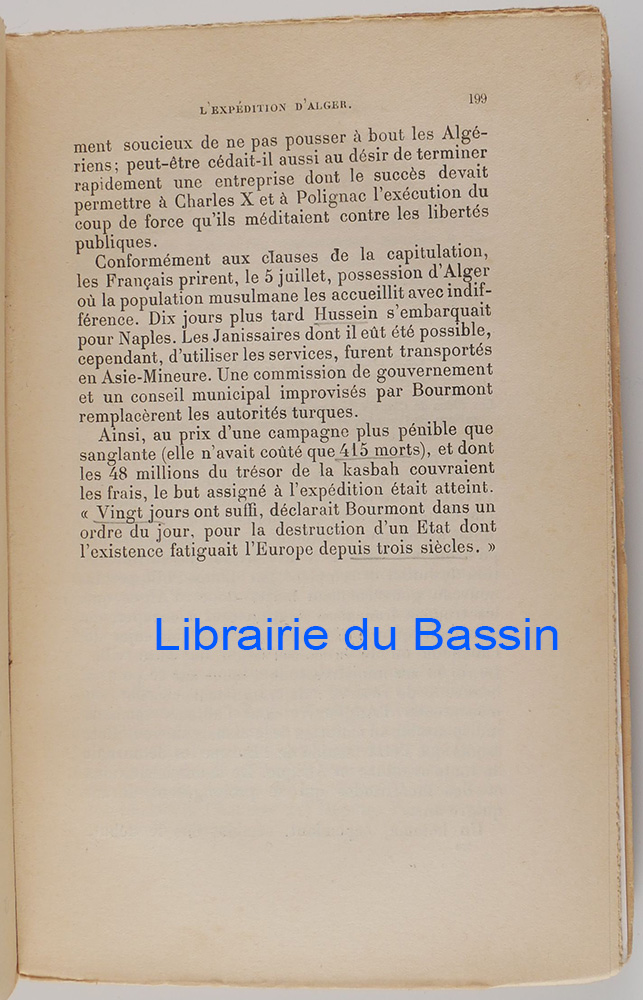 L'EXPÉDITION D'ALGER.
199
ment soucieux de ne pas pousser à bout les Algé-
riens; peut-être cédait-il aussi au désir de terminer
rapidement une entreprise dont le succès devait
permettre à Charles X et à Polignac l'exécution du
coup de force qu'ils méditaient contre les libertés
publiques.
Conformément aux clauses de la capitulation,
les Français prirent, le 5 juillet, possession d'Alger
où la population musulmane les accueillit avec indif-
férence. Dix jours plus tard Hussein s'embarquait
pour Naples. Les Janissaires dont il eût été possible,
cependant, d'utiliser les services, furent transportés
en Asie-Mineure. Une commission de gouvernement
et un conseil municipal improvisés par Bourmont
remplacèrent les autorités turques.
Ainsi, au prix d'une campagne plus pénible que
sanglante (elle n'avait coûté que 415 morts), et dont
les 48 millions du trésor de la kasbah couvraient
les frais, le but assigné à l'expédition était atteint.
« Vingt jours ont suffi, déclarait Bourmont dans un
ordre du jour, pour la destruction d'un Etat dont
l'existence fatiguait l'Europe depuis trois siècles. »
Librairie du Bassin